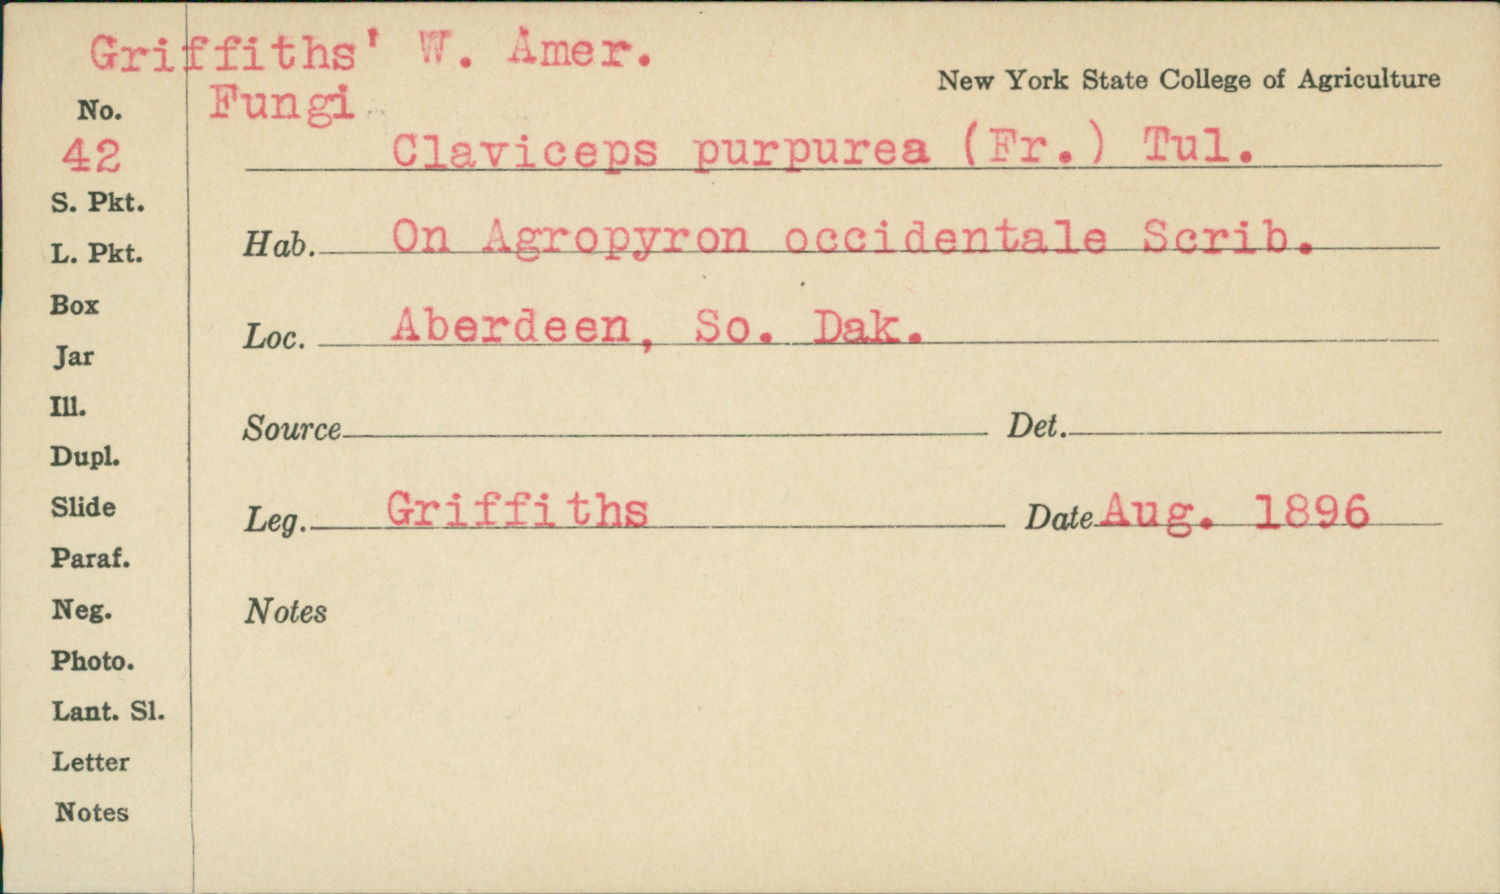 Griffiths' W. Amer.
Fungi
New York State College of Agriculture
No.
42
Claviceps purpurea (Fr.) Tul.
S. Pkt.
Hab. On Agropyron occidentale Scrib.
L. Pkt.
Box
Loc. Aberdeen, So. Dak.
Jar
Ill.
Source Det.
Dupl.
Slide
Leg. Griffiths Date Aug. 1896
Paraf.
Neg.
Notes
Photo.
Lant. Sl.
Letter
Notes